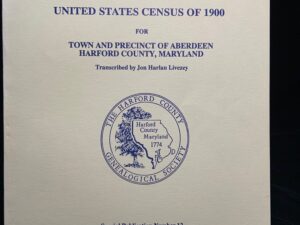 UNITED STATES CENSUS OF 1900
FOR
TOWN AND PRECINCT OF ABERDEEN
HARFORD COUNTY, MARYLAND
Transcribed by Jon Harlan Livezey
THE HARFORD COUNTY
GENEALOGICAL SOCIETY
Harford
County
Maryland
1774